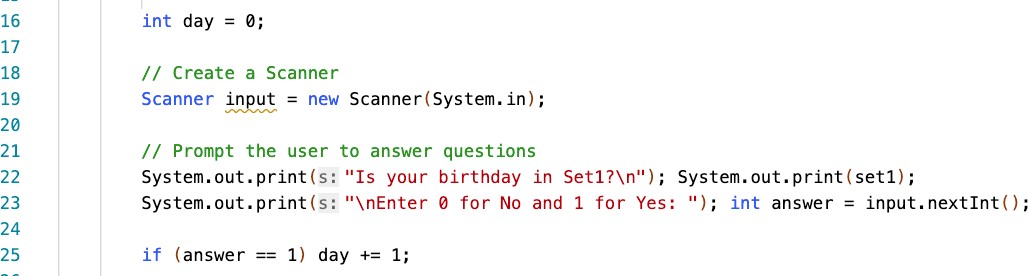 16 int day = 0;
17
18 // Create a Scanner
19 Scanner input = new Scanner(System.in);
20
21 // Prompt the user to answer questions
22 System.out.print(s: "Is your birthday in Set1?\n"); System.out.print(set1);
23 System.out.print(s: "\nEnter 0 for No and 1 for Yes: "); int answer = input.nextInt();
24
25 if (answer == 1) day += 1;